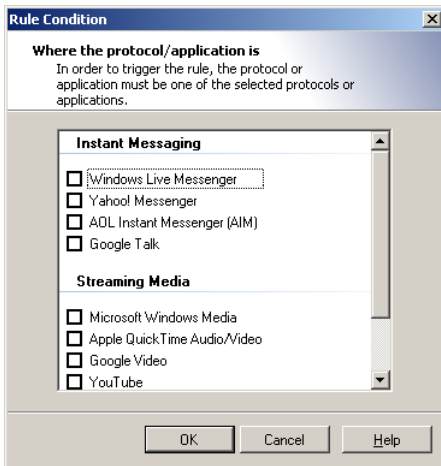 Rule Condition
Where the protocol/application is
In order to trigger the rule, the protocol or
application must be one of the selected protocols or
applications.
Instant Messaging
Windows Live Messenger
Yahoo! Messenger
AOL Instant Messenger (AIM)
Google Talk
Streaming Media
Microsoft Windows Media
Apple QuickTime Audio/Video
Google Video
YouTube
OK Cancel Help